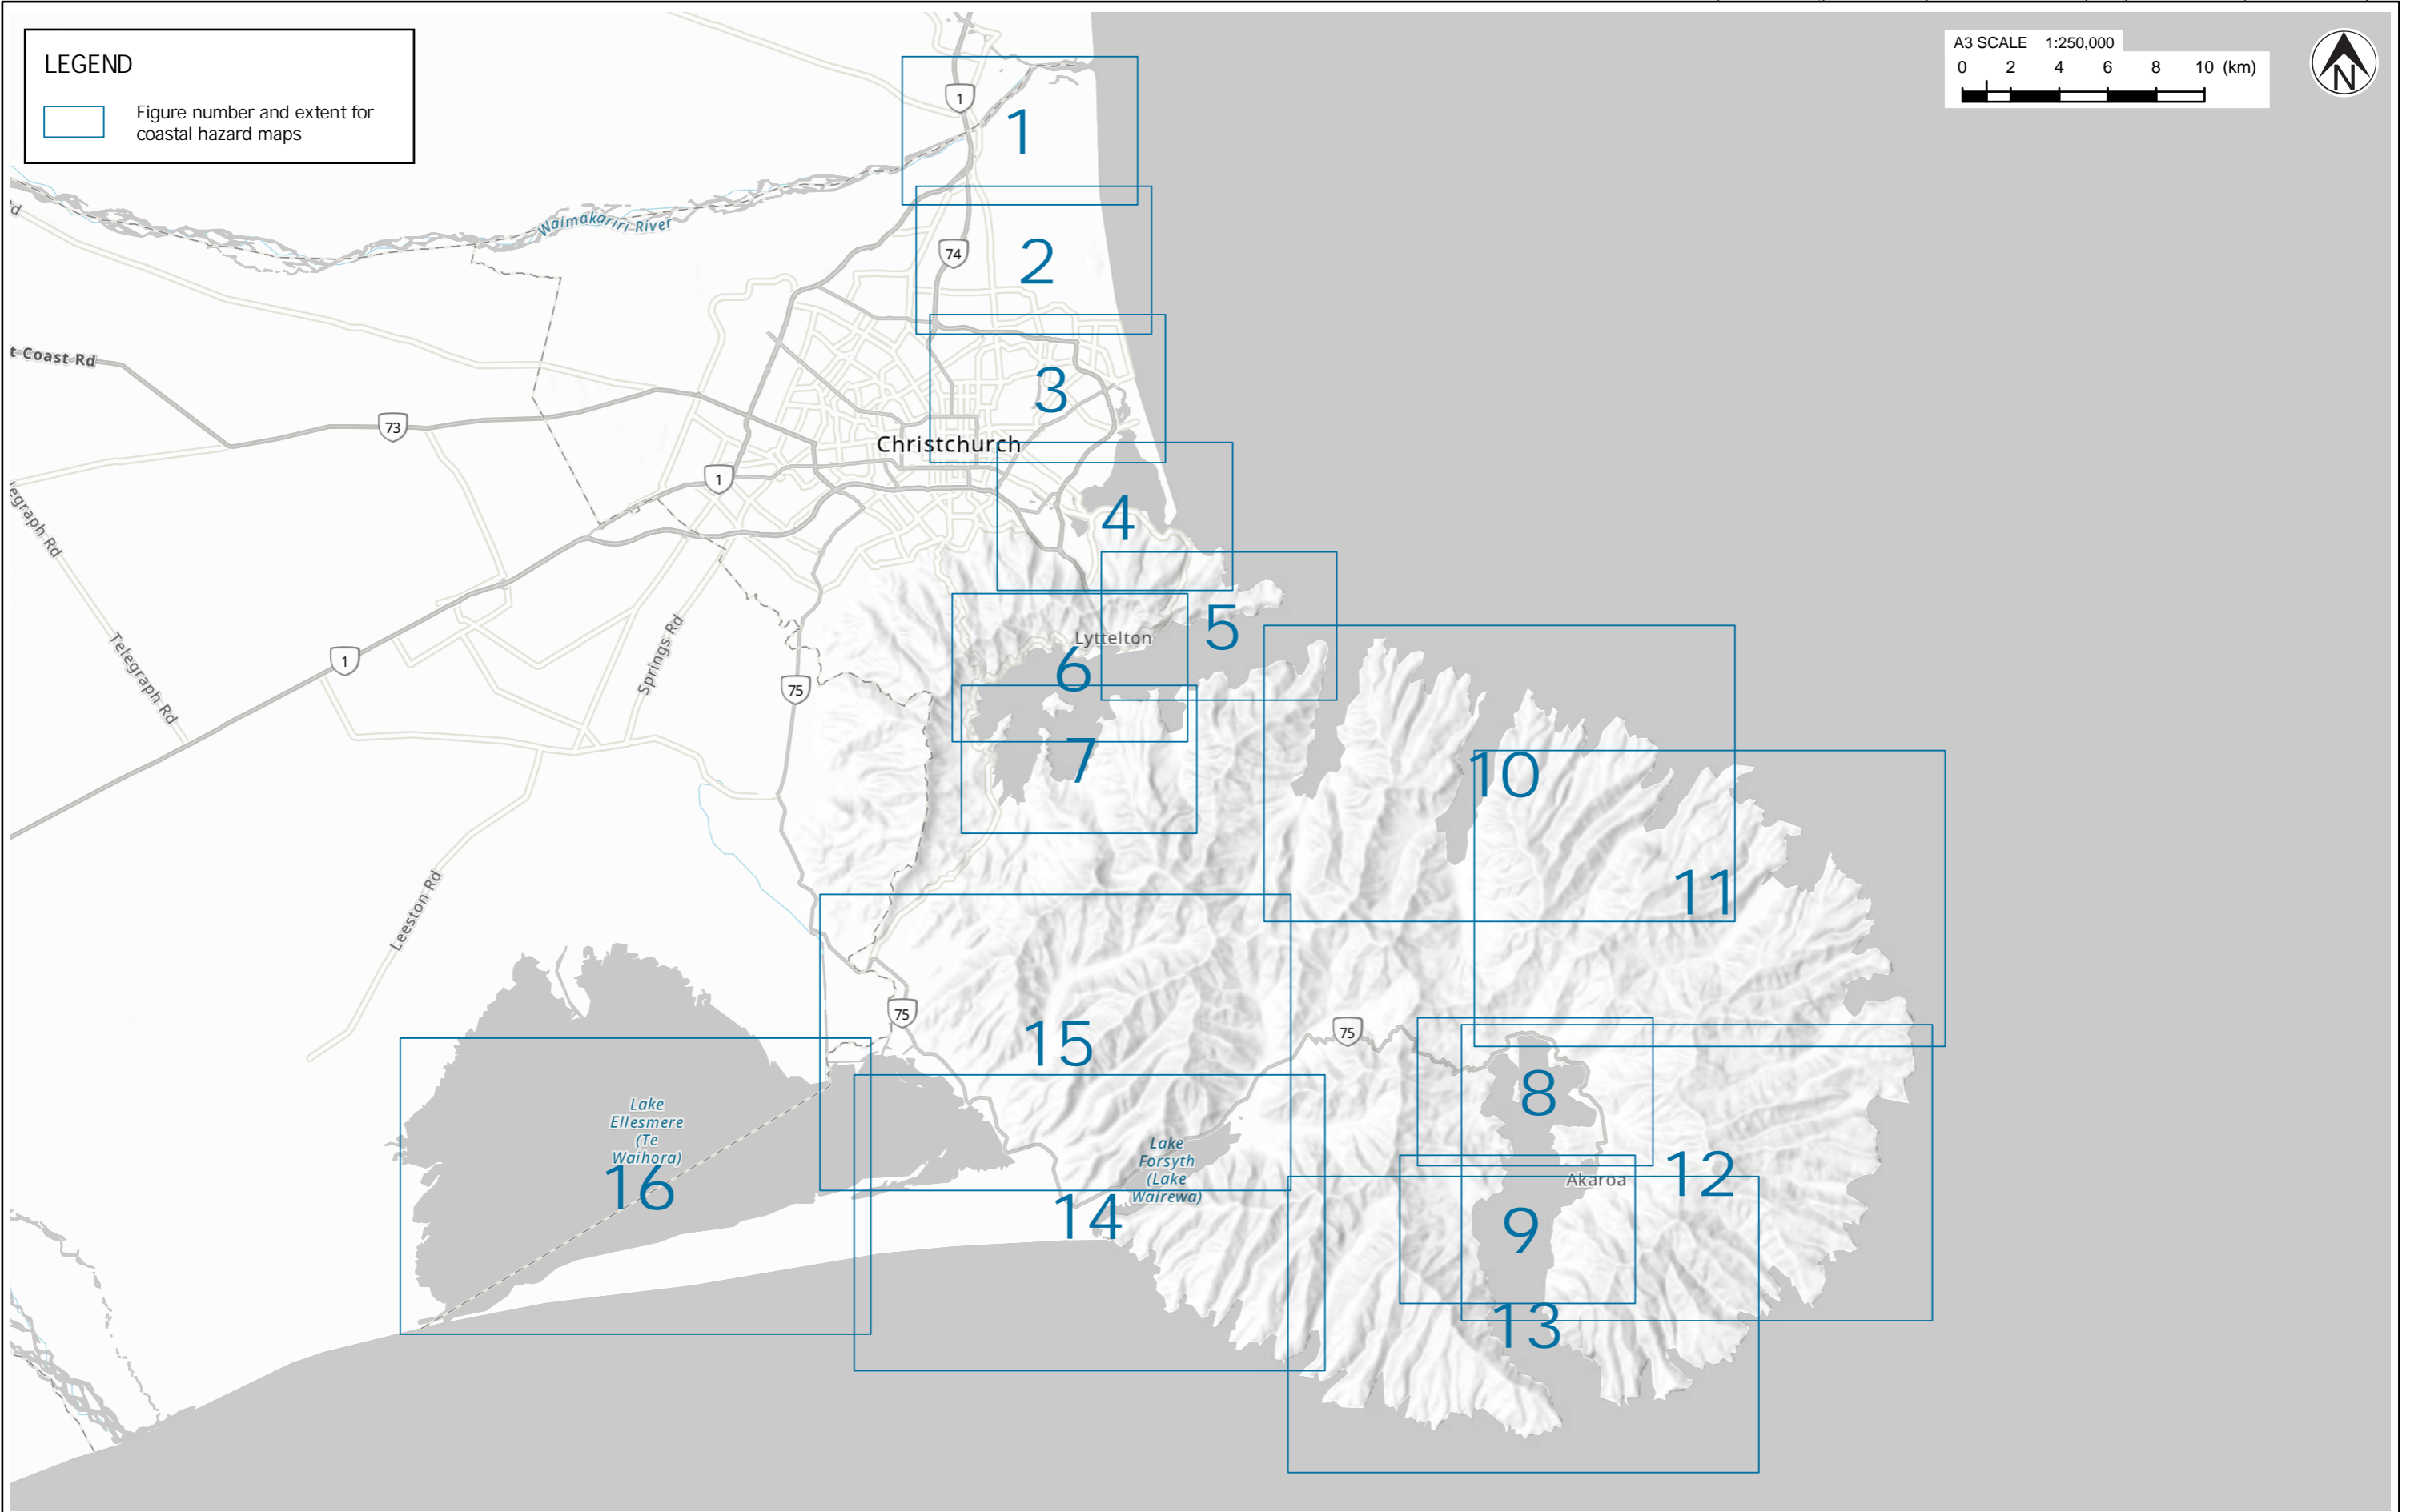 LEGEND
Figure number and extent for
coastal hazard maps
A3 SCALE 1:250,000
0 2 4 6 8 10 (km)
N
1
1
Waimakariri River
2
74
t Coast Rd
3
73
Christchurch
1
4
egraph Rd
5
Lyttelton
6
Telegraph Rd
1
Springs Rd
75
7
10
11
Leeston Rd
75
15
75
8
Lake
Ellesmere
(Te
Waihora)
16
Lake
Forsyth
(Lake
Wairewa)
14
12
Akaroa
9
13